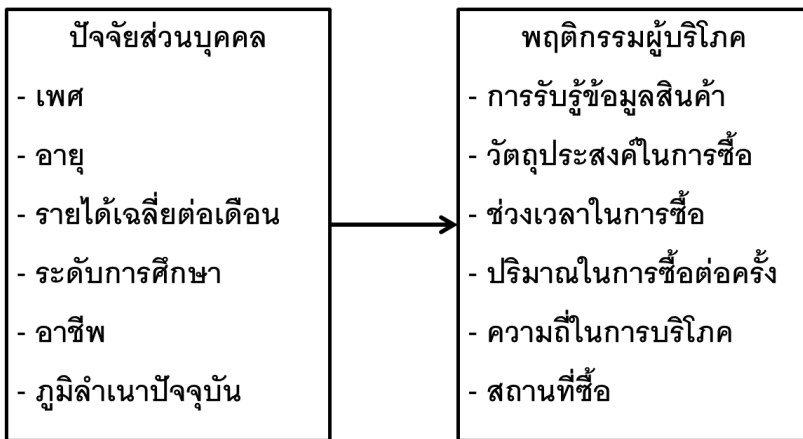 ปัจจัยส่วนบุคคล
- เพศ
- อายุ
- รายได้เฉลี่ยต่อเดือน
- ระดับการศึกษา
- อาชีพ
- ภูมิลำเนาปัจจุบัน
พฤติกรรมผู้บริโภค
- การรับรู้ข้อมูลสินค้า
- วัตถุประสงค์ในการซื้อ
- ช่วงเวลาในการซื้อ
- ปริมาณในการซื้อต่อครั้ง
- ความถี่ในการบริโภค
- สถานที่ซื้อ